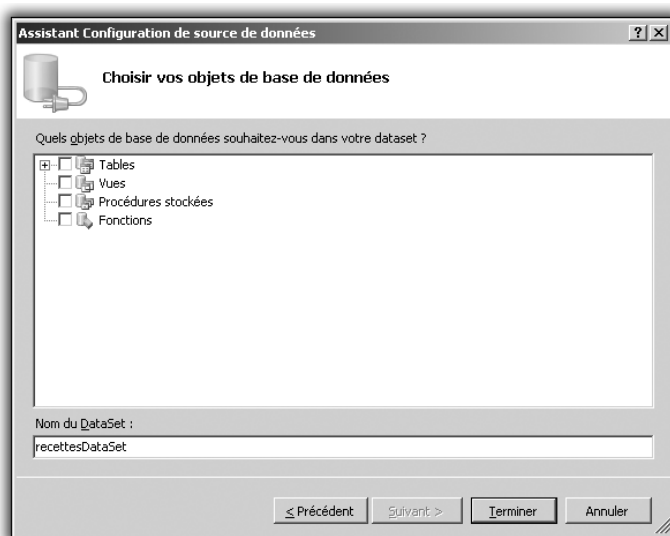 Assistant Configuration de source de données
Choisir vos objets de base de données
Quels objets de base de données souhaitez-vous dans votre dataset ?
Tables
Vues
Procédures stockées
Fonctions
Nom du DataSet :
recettesDataSet
< Précédent
Suivant >
Terminer
Annuler